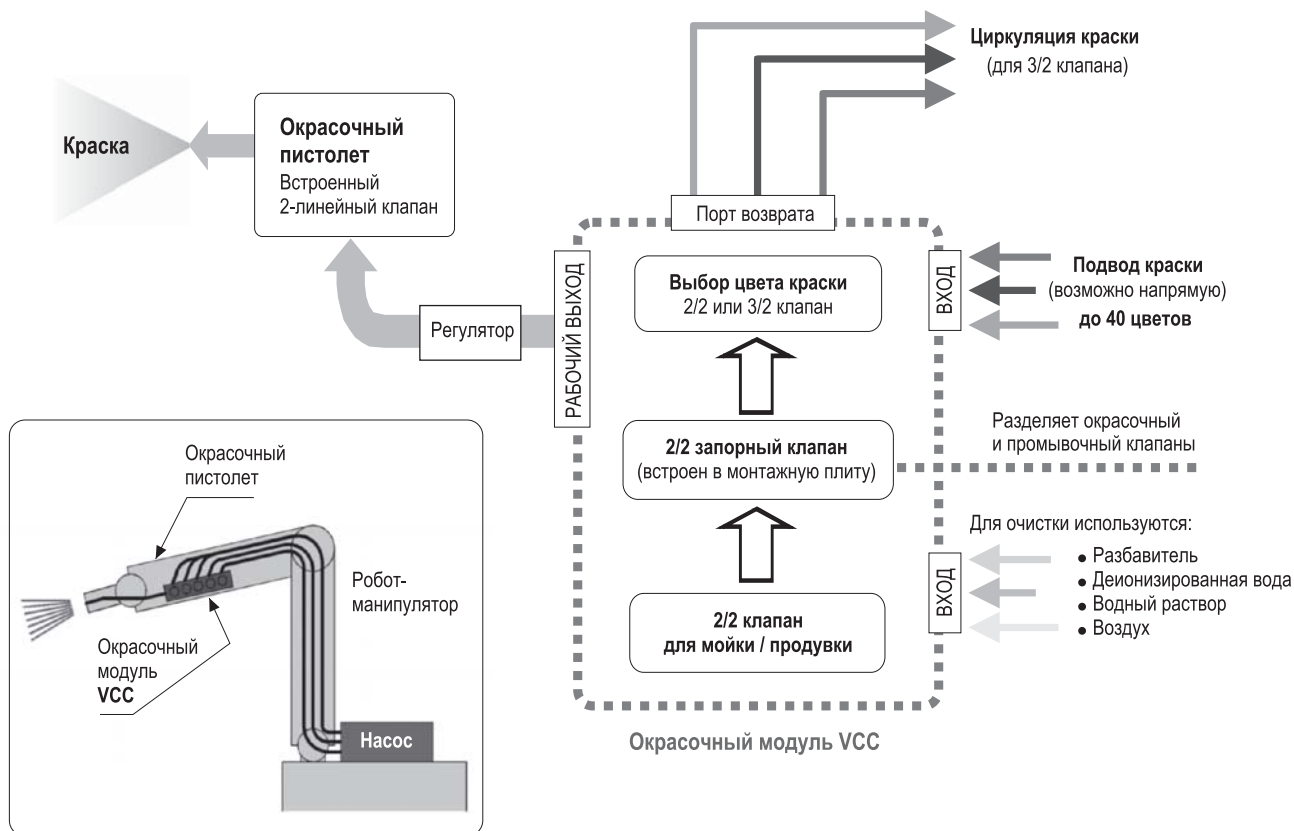 Циркуляция краски
(для 3/2 клапана)
Краска
Окрасочный
пистолет
Встроенный
2-линейный клапан
Порт возврата
Регулятор
РАБОЧИЙ ВЫХОД
Выбор цвета краски
2/2 или 3/2 клапан
ВХОД
Подвод краски
(возможно напрямую)
до 40 цветов
2/2 запорный клапан
(встроен в монтажную плиту)
Разделяет окрасочный
и промывочный клапаны
2/2 клапан
для мойки / продувки
ВХОД
Для очистки используются:
● Разбавитель
● Деионизированная вода
● Водный раствор
● Воздух
Окрасочный модуль VCC
Окрасочный
пистолет
Робот-
манипулятор
Окрасочный
модуль
VCC
Насос